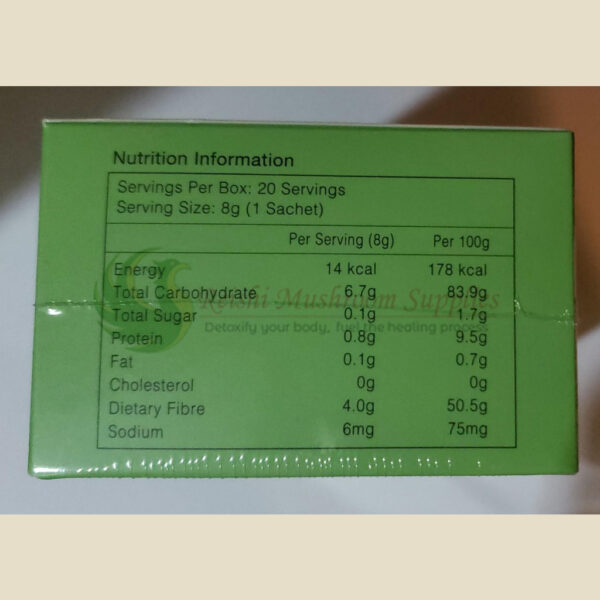 Nutrition Information
Servings Per Box: 20 Servings
Serving Size: 8g (1 Sachet)
Per Serving (8g) Per 100g
Energy 14 kcal 178 kcal
Total Carbohydrate 6.7g 83.9g
Reishi Mushroom Supplies
Total Sugar 0.1g 1.7g
Detoxify your body, fuel the healing process
Protein 0.8g 9.5g
Fat 0.1g 0.7g
Cholesterol 0g 0g
Dietary Fibre 4.0g 50.5g
Sodium 6mg 75mg